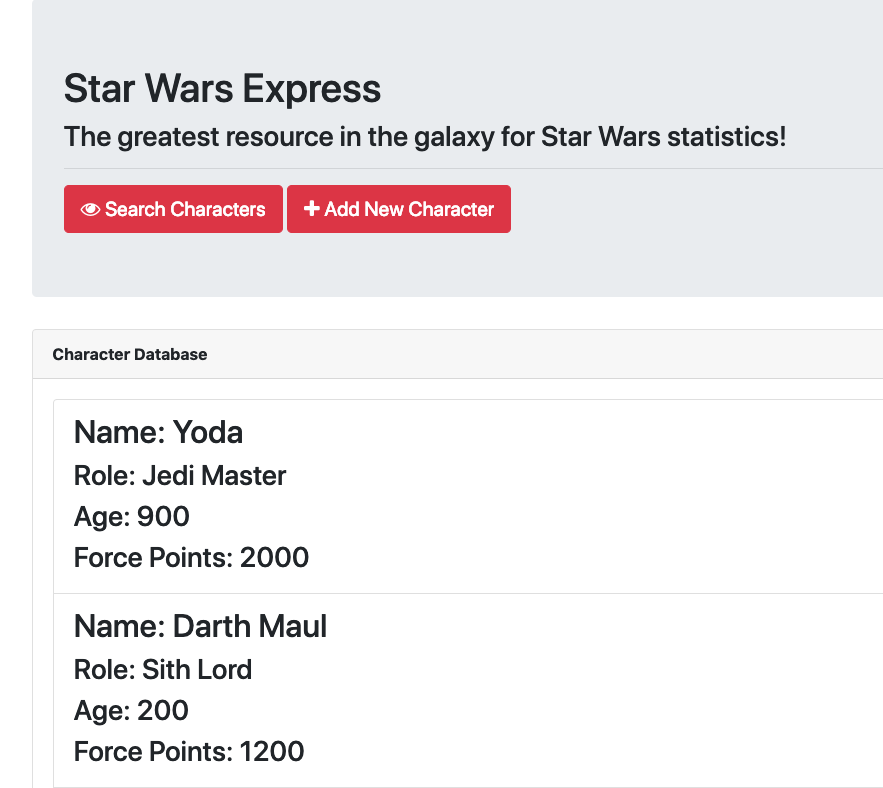 Star Wars Express
The greatest resource in the galaxy for Star Wars statistics!
Search Characters
Add New Character
Character Database
Name: Yoda
Role: Jedi Master
Age: 900
Force Points: 2000
Name: Darth Maul
Role: Sith Lord
Age: 200
Force Points: 1200